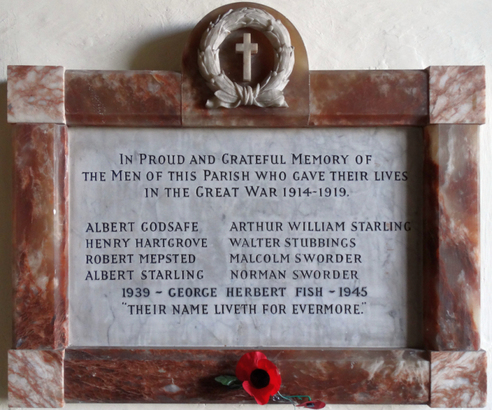 In Proud and Grateful Memory of
the Men of this Parish who gave their lives
in the Great War 1914-1919.
ALBERT GODSAFE ARTHUR WILLIAM STARLING
HENRY HARTGROVE WALTER STUBBINGS
ROBERT MEPSTED MALCOLM SWORDER
ALBERT STARLING NORMAN SWORDER
1939 - GEORGE HERBERT FISH - 1945
"THEIR NAME LIVETH FOR EVERMORE."